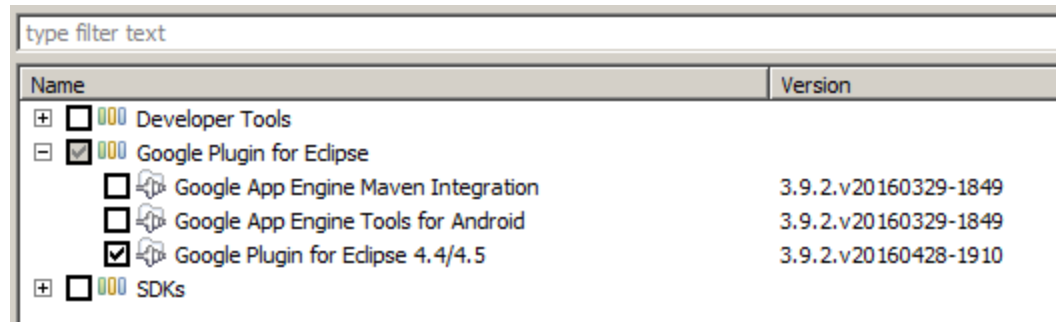 type filter text
Name Version
Developer Tools
Google Plugin for Eclipse
Google App Engine Maven Integration 3.9.2.v20160329-1849
Google App Engine Tools for Android 3.9.2.v20160329-1849
Google Plugin for Eclipse 4.4/4.5 3.9.2.v20160428-1910
SDKs